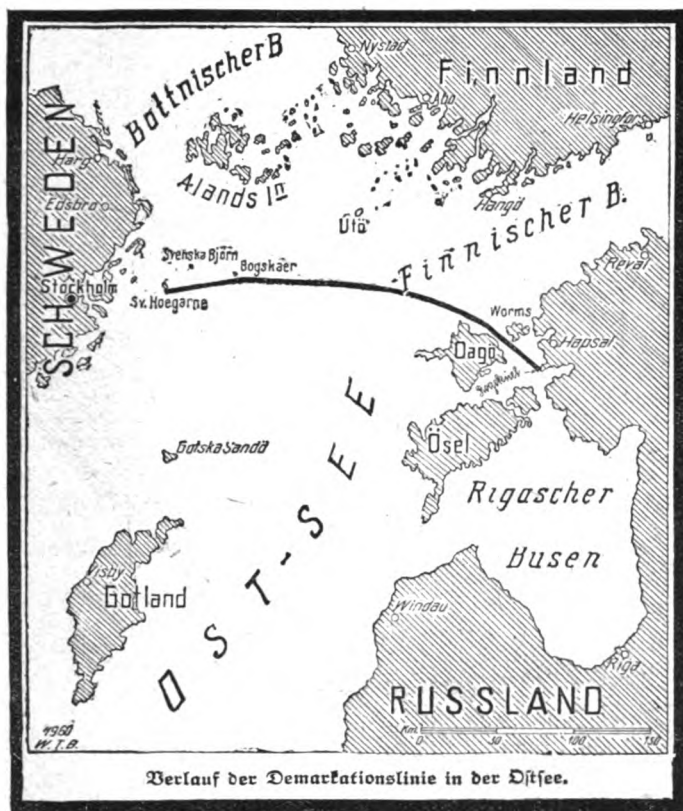 Nystad
Finnland
Bottnischer B
Åbo
Helsingfors
SCHWEDEN
Harg
Alands In
Edsbro
Hangö
Utö
Finnischer B.
Svenska Björn
Bogskaer
Reval
Stockholm
Sv. Hoegarne
Worms
Hapsal
Dagö
Gotska Sandö
Ösel
OST-SEE
Rigascher
Busen
Visby
Gotland
Windau
Riga
RUSSLAND
4960
W.T.B.
Km
0 50 100 150
Verlauf der Demarkationslinie in der Ostsee.